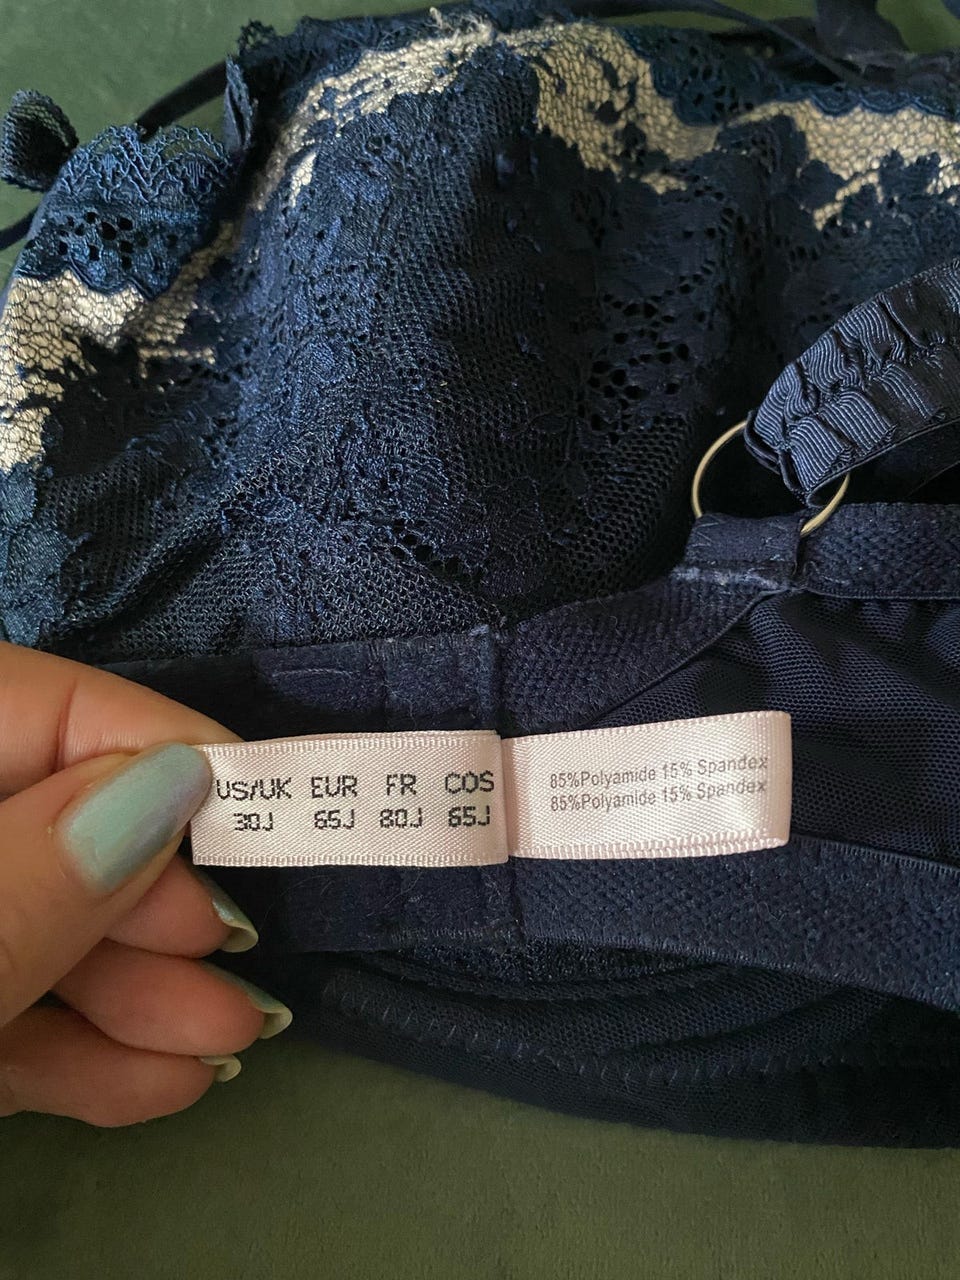 US/UK EUR FR COS
30J 65J 80J 65J
85%Polyamide 15% Spandex
85%Polyamide 15% Spandex